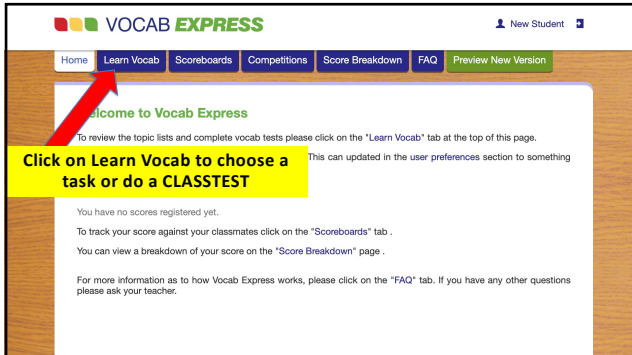 VOCAB EXPRESS
New Student
Home Learn Vocab Scoreboards Competitions Score Breakdown FAQ Preview New Version
lcome to Vocab Express
To review the topic lists and complete vocab tests please click on the "Learn Vocab" tab at the top of this page.
This can updated in the user preferences section to something
Click on Learn Vocab to choose a
task or do a CLASSTEST
You have no scores registered yet.
To track your score against your classmates click on the "Scoreboards" tab .
You can view a breakdown of your score on the "Score Breakdown" page .
For more information as to how Vocab Express works, please click on the "FAQ" tab. If you have any other questions
please ask your teacher.